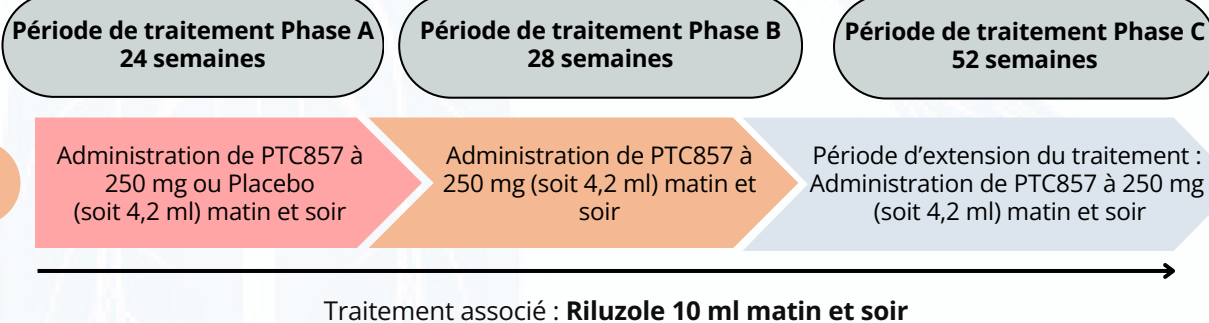 Période de traitement Phase A
24 semaines
Période de traitement Phase B
28 semaines
Période de traitement Phase C
52 semaines
Administration de PTC857 à
250 mg ou Placebo
(soit 4,2 ml) matin et soir
Administration de PTC857 à
250 mg (soit 4,2 ml) matin et
soir
Période d’extension du traitement :
Administration de PTC857 à 250 mg
(soit 4,2 ml) matin et soir
Traitement associé : Riluzole 10 ml matin et soir